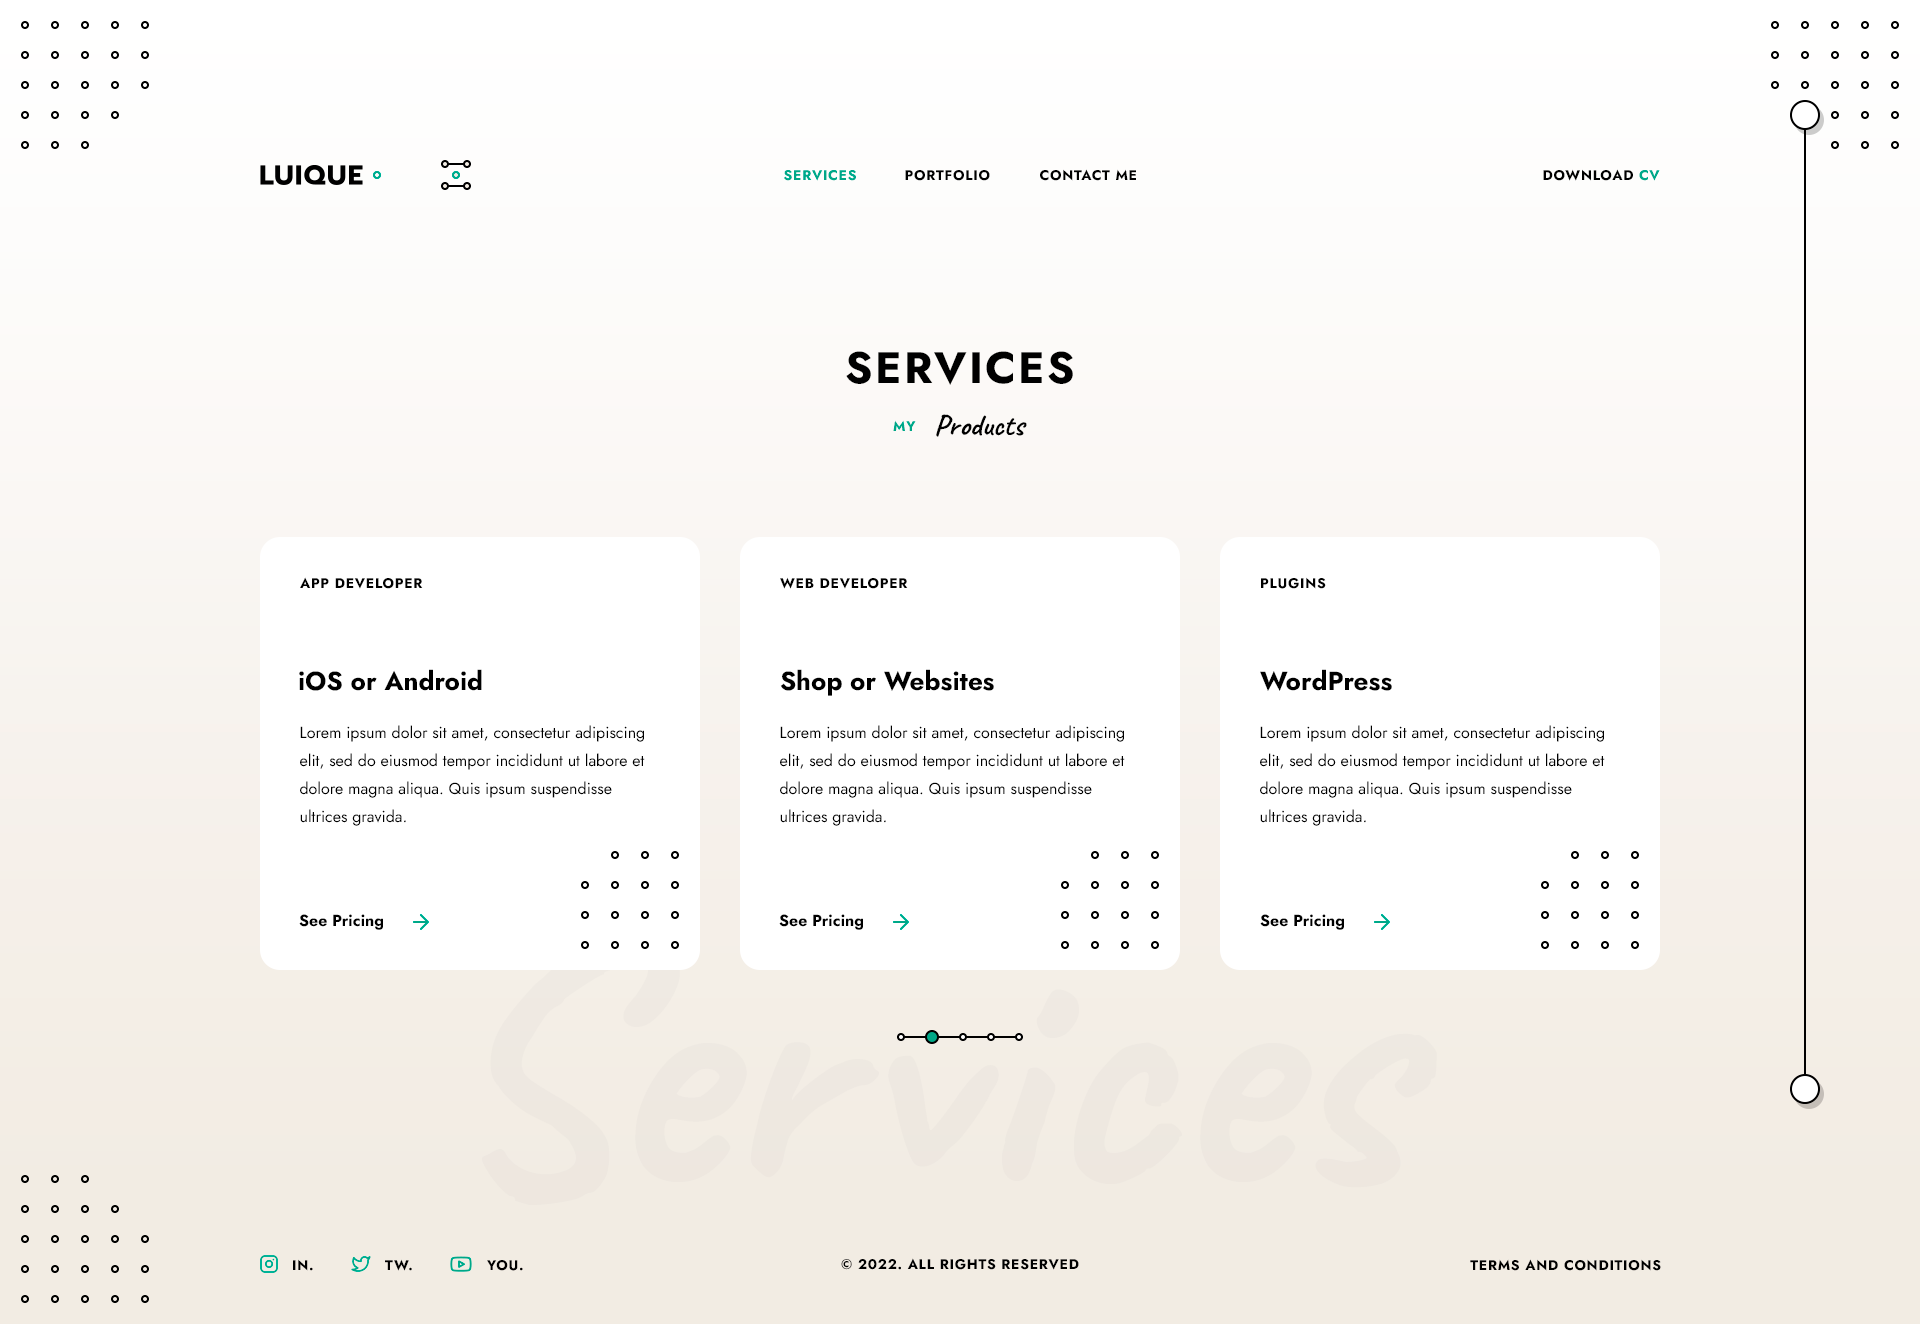 LUIQUE
SERVICES PORTFOLIO CONTACT ME
DOWNLOAD CV
SERVICES
MY Products
APP DEVELOPER
iOS or Android
Lorem ipsum dolor sit amet, consectetur adipiscing
elit, sed do eiusmod tempor incididunt ut labore et
dolore magna aliqua. Quis ipsum suspendisse
ultrices gravida.
See Pricing
WEB DEVELOPER
Shop or Websites
Lorem ipsum dolor sit amet, consectetur adipiscing
elit, sed do eiusmod tempor incididunt ut labore et
dolore magna aliqua. Quis ipsum suspendisse
ultrices gravida.
See Pricing
PLUGINS
WordPress
Lorem ipsum dolor sit amet, consectetur adipiscing
elit, sed do eiusmod tempor incididunt ut labore et
dolore magna aliqua. Quis ipsum suspendisse
ultrices gravida.
See Pricing
Services
IN. TW. YOU.
© 2022. ALL RIGHTS RESERVED
TERMS AND CONDITIONS